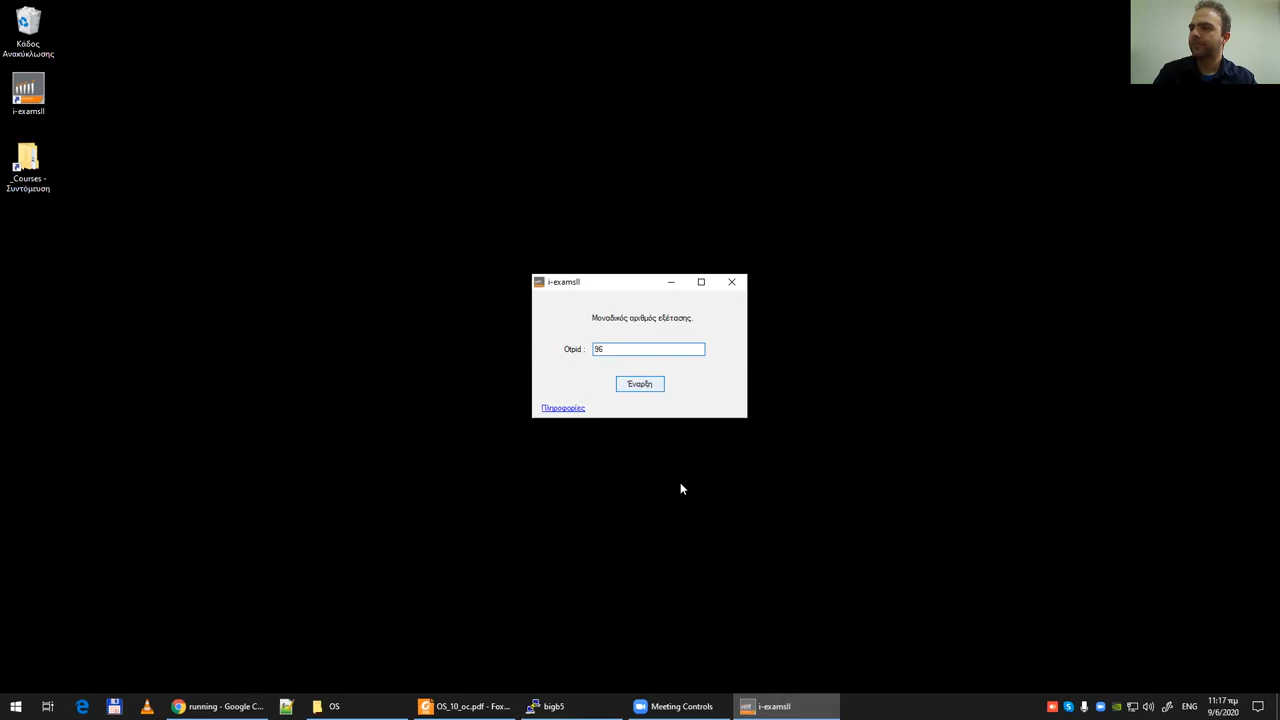 Κάδος
Ανακύκλωσης
i-examsII
_Courses -
Συντόμευση
i-examsII
Μοναδικός αριθμός εξέτασης.
Otpid :
96
Έναρξη
Πληροφορίες
running - Google C...
OS
OS_10_oc.pdf - Fox...
bigb5
Meeting Controls
i-examsII
ΕΝG
11:17 πμ
9/6/2020